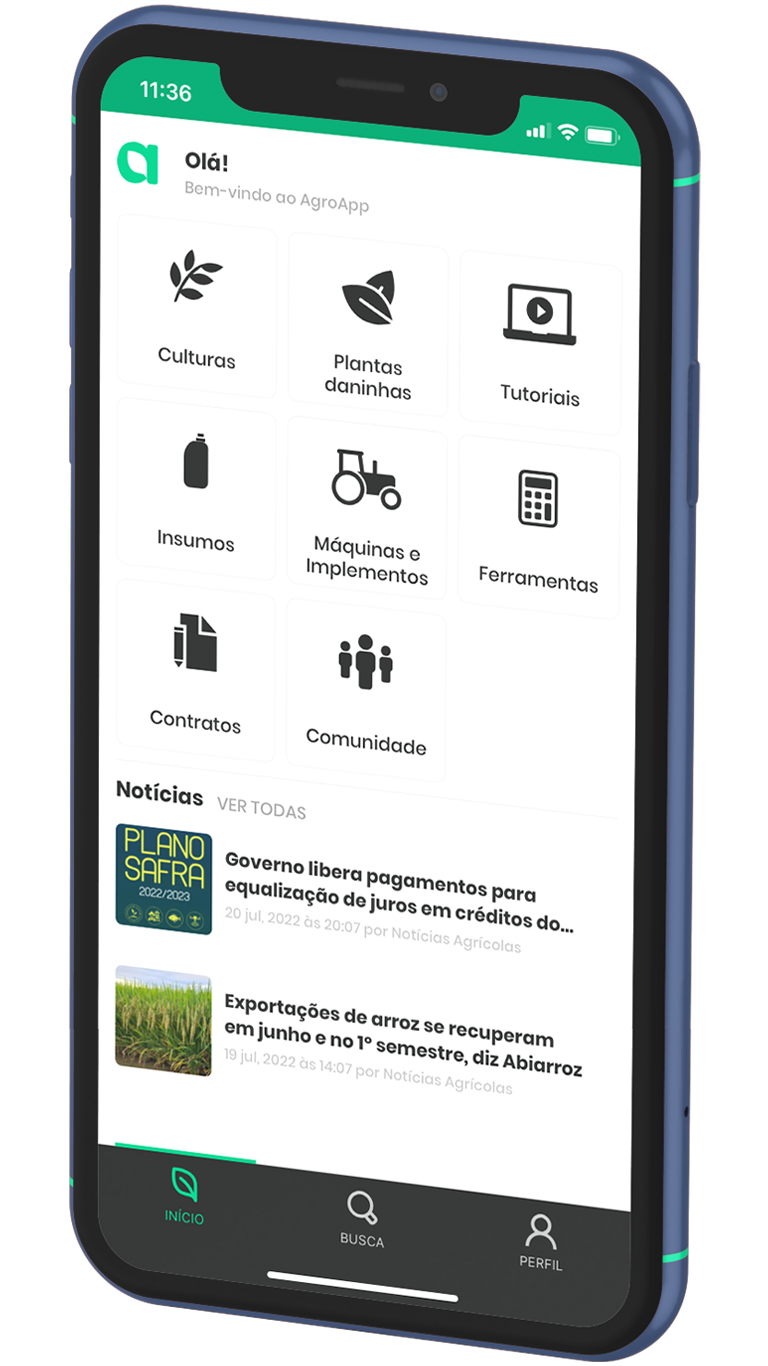 11:36
Olá!
Bem-vindo ao AgroApp
Culturas
Plantas
daninhas
Tutoriais
Insumos
Máquinas e
Implementos
Ferramentas
Contratos
Comunidade
Notícias VER TODAS
PLANO
SAFRA
2022/2023
Governo libera pagamentos para
equalização de juros em créditos do...
20 jul, 2022 às 20:07 por Notícias Agrícolas
Exportações de arroz se recuperam
em junho e no 1º semestre, diz Abiarroz
19 jul, 2022 às 14:07 por Notícias Agrícolas
INÍCIO
BUSCA
PERFIL